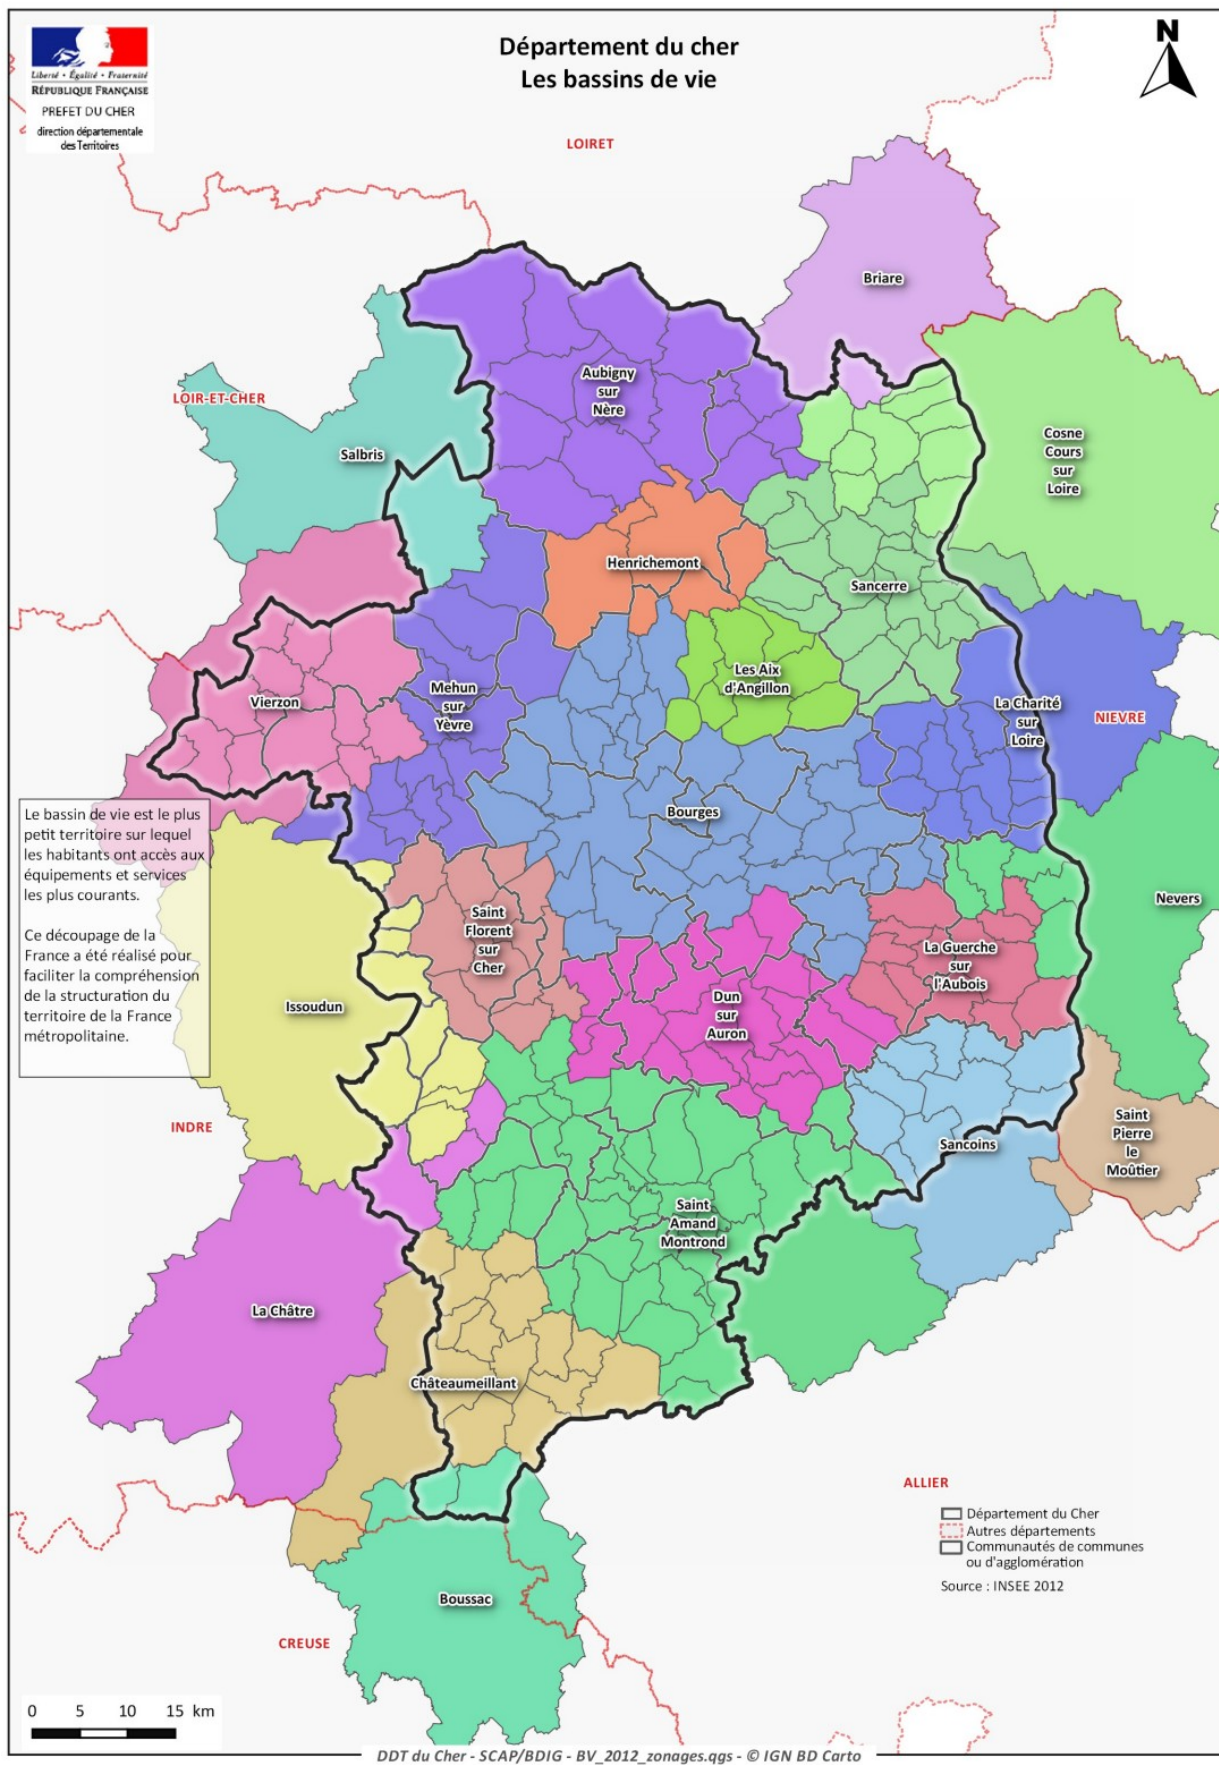 Département du cher
Les bassins de vie
N
Liberté • Égalité • Fraternité
RÉPUBLIQUE FRANÇAISE
PREFET DU CHER
direction départementale
des Territoires
LOIRET
Briare
Aubigny
sur
Nère
LOIR-ET-CHER
Salbris
Cosne
Cours
sur
Loire
Henrichemont
Sancerre
Les Aix
d'Angillon
Vierzon
Mehun
sur
Yèvre
La Charité
sur
Loire
NIEVRE
Bourges
Le bassin de vie est le plus
petit territoire sur lequel
les habitants ont accès aux
équipements et services
les plus courants.
Ce découpage de la
France a été réalisé pour
faciliter la compréhension
de la structuration du
territoire de la France
métropolitaine.
Nevers
Saint
Florent
sur
Cher
La Guerche
sur
l'Aubois
Issoudun
Dun
sur
Auron
INDRE
Sancoins
Saint
Pierre
le
Moûtier
Saint
Amand
Montrond
La Châtre
Châteaumeillant
ALLIER
Département du Cher
Autres départements
Communautés de communes
ou d'agglomération
Source : INSEE 2012
Boussac
CREUSE
0 5 10 15 km
DDT du Cher - SCAP/BDIG - BV_2012_zonages.qgs - © IGN BD Carto